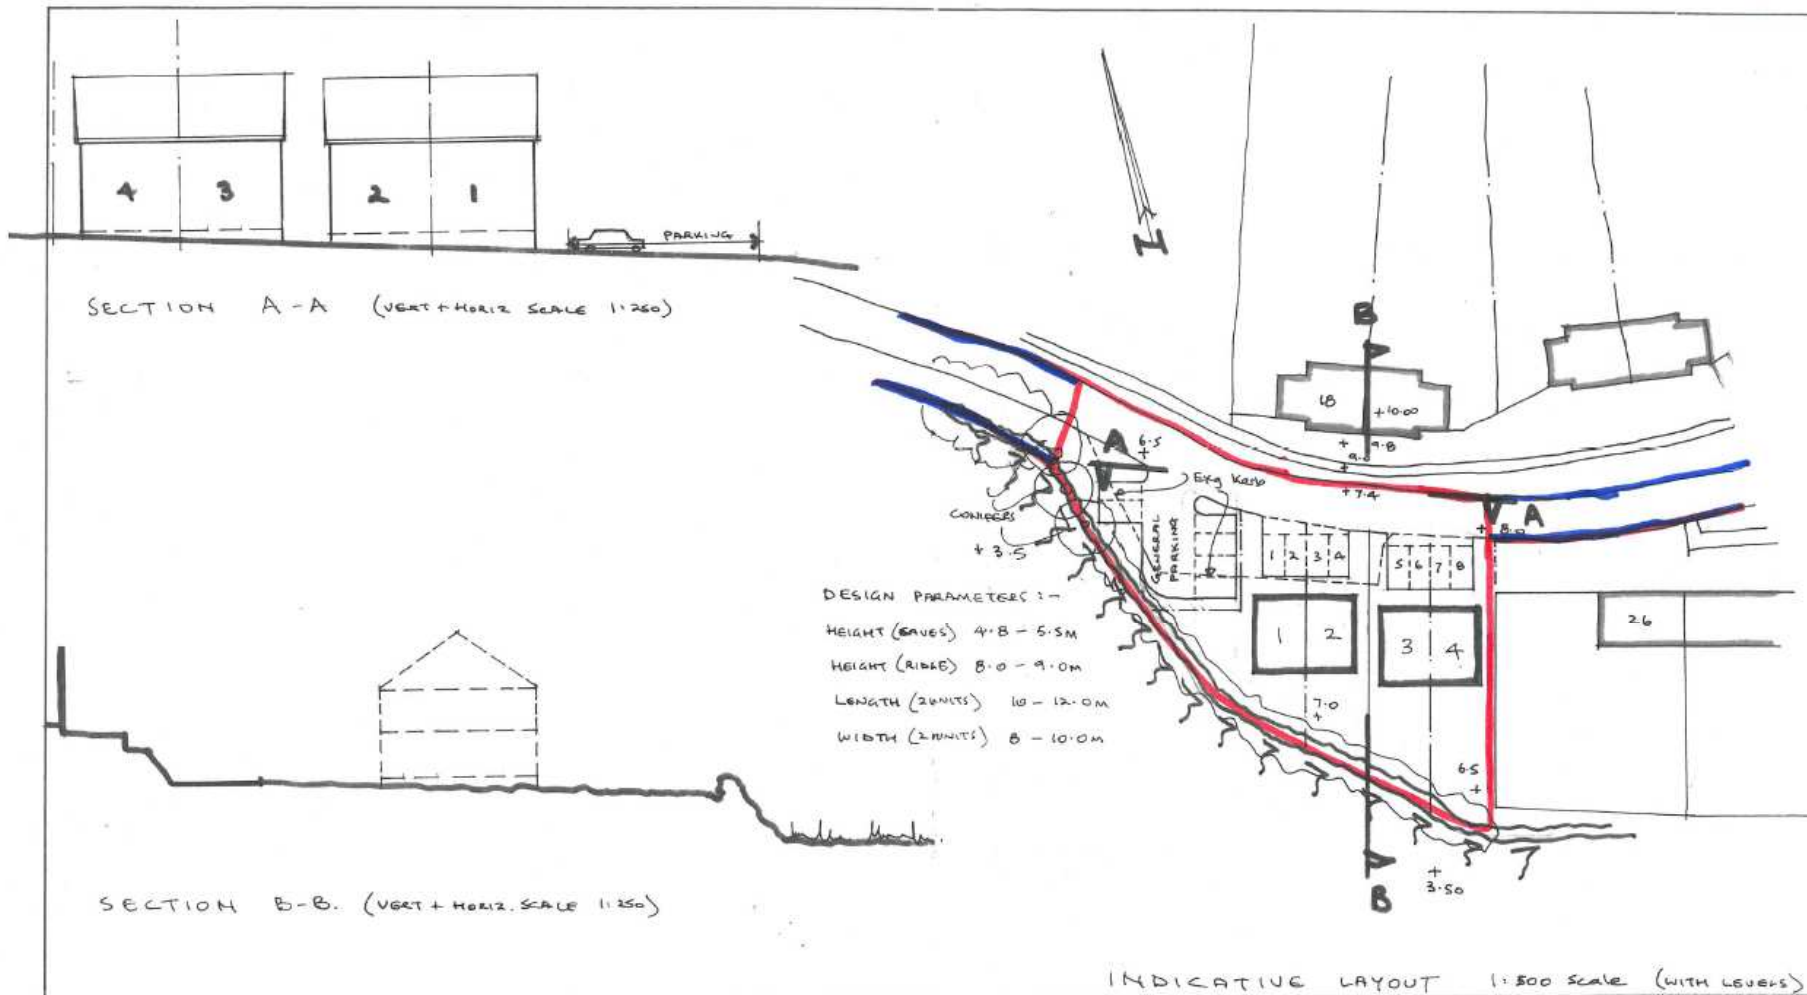 4 3 2 1
PARKING
SECTION A-A (VERT + HORIZ SCALE 1:250)
N
B
18
+10.00
+ 9.8
+
+7.4
A
6.5
+
Exg Kerb
A
+ 8.0
CONIFERS
+ 3.5
GENERAL
PARKING
1 2 3 4
5 6 7 8
1 2
3 4
26
DESIGN PARAMETERS :-
HEIGHT (EAVES) 4.8 - 5.5M
HEIGHT (RIDGE) 8.0 - 9.0M
LENGTH (2 UNITS) 10 - 12.0M
WIDTH (2 UNITS) 8 - 10.0M
7.0
+
6.5
+
+
3.50
B
SECTION B-B. (VERT + HORIZ. SCALE 1:250)
INDICATIVE LAYOUT 1:500 Scale (WITH LEVELS)